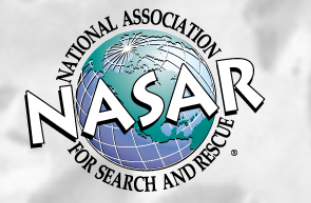 NATIONAL ASSOCIATION
NASAR
FOR SEARCH AND RESCUE ®